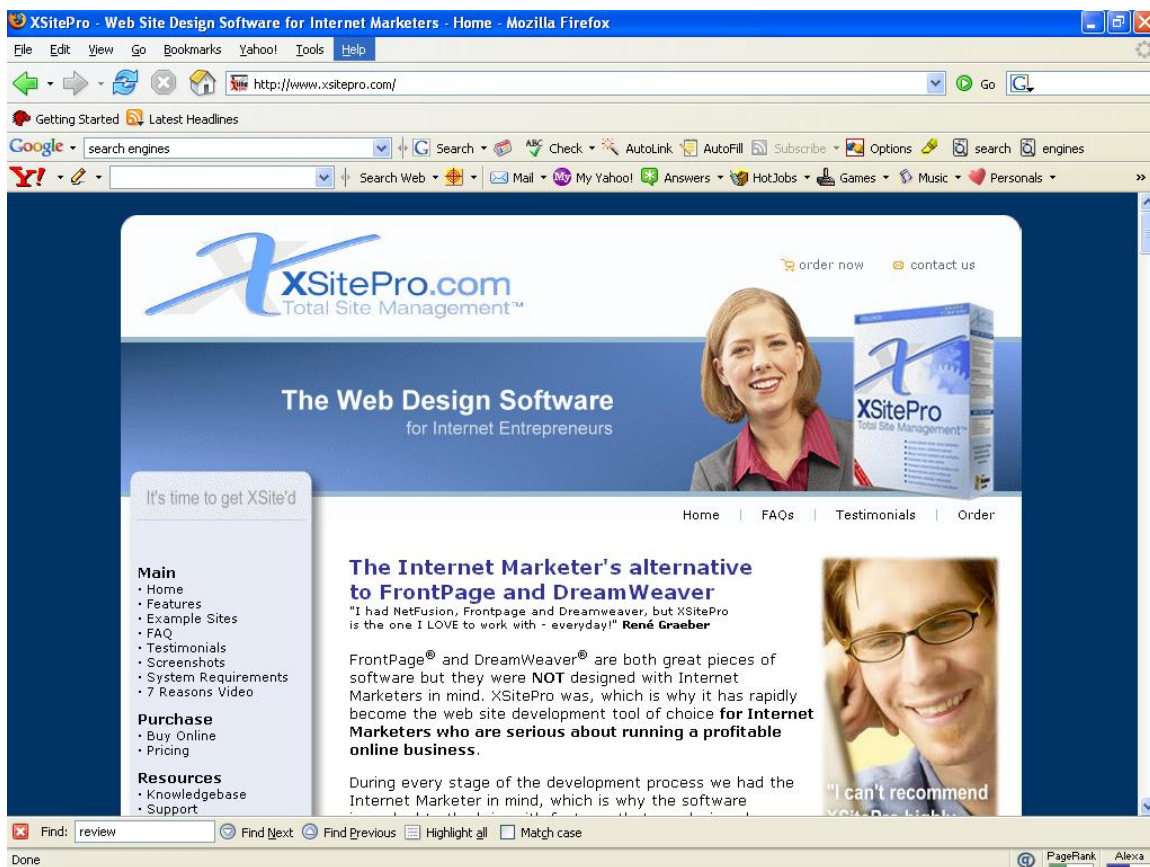 XSitePro - Web Site Design Software for Internet Marketers - Home - Mozilla Firefox
File Edit View Go Bookmarks Yahoo! Tools Help
http://www.xsitepro.com/ Go G
Getting Started Latest Headlines
Google search engines G Search ABC Check AutoLink AutoFill Subscribe Options search engines
Y! Search Web Mail My My Yahoo! Answers HotJobs Games Music Personals »
XSitePro.com
Total Site Management™
order now contact us
The Web Design Software
for Internet Entrepreneurs
XSitePro
Total Site Management™
It's time to get XSite'd
Home | FAQs | Testimonials | Order
Main
· Home
· Features
· Example Sites
· FAQ
· Testimonials
· Screenshots
· System Requirements
· 7 Reasons Video
Purchase
· Buy Online
· Pricing
Resources
· Knowledgebase
· Support
The Internet Marketer's alternative
to FrontPage and DreamWeaver
"I had NetFusion, Frontpage and Dreamweaver, but XSitePro
is the one I LOVE to work with - everyday!" René Graeber
FrontPage® and DreamWeaver® are both great pieces of
software but they were NOT designed with Internet
Marketers in mind. XSitePro was, which is why it has rapidly
become the web site development tool of choice for Internet
Marketers who are serious about running a profitable
online business.
During every stage of the development process we had the
Internet Marketer in mind, which is why the software
"I can't recommend
Find: review Find Next Find Previous Highlight all Match case
Done @ PageRank Alexa